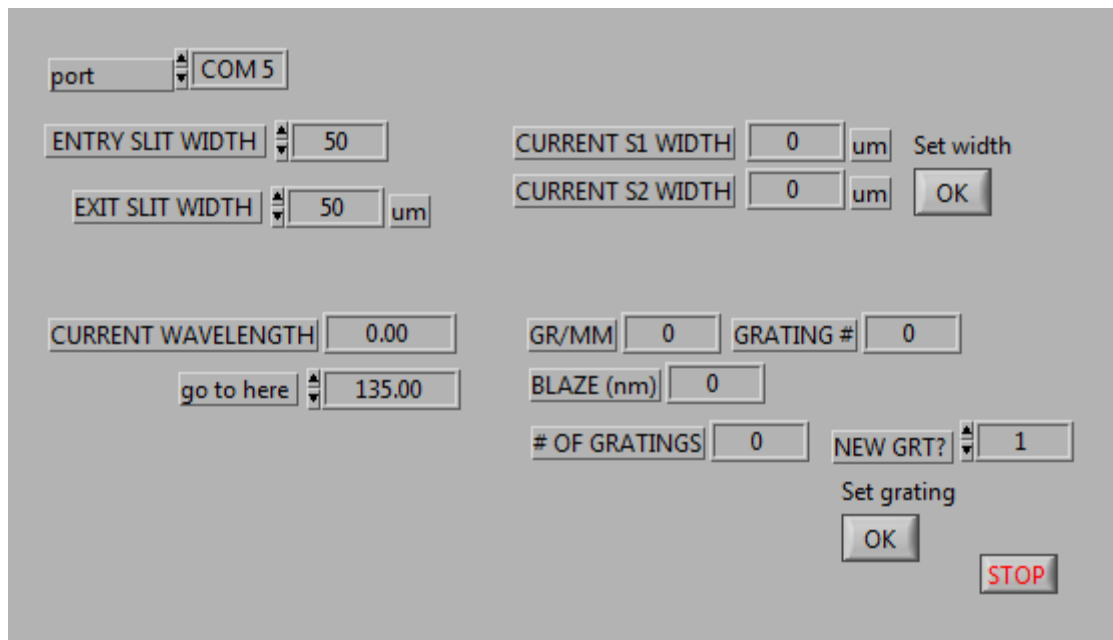 port COM 5
ENTRY SLIT WIDTH 50
CURRENT S1 WIDTH 0 um Set width
EXIT SLIT WIDTH 50 um
CURRENT S2 WIDTH 0 um OK
CURRENT WAVELENGTH 0.00
GR/MM 0 GRATING # 0
go to here 135.00
BLAZE (nm) 0
# OF GRATINGS 0 NEW GRT? 1
Set grating
OK
STOP